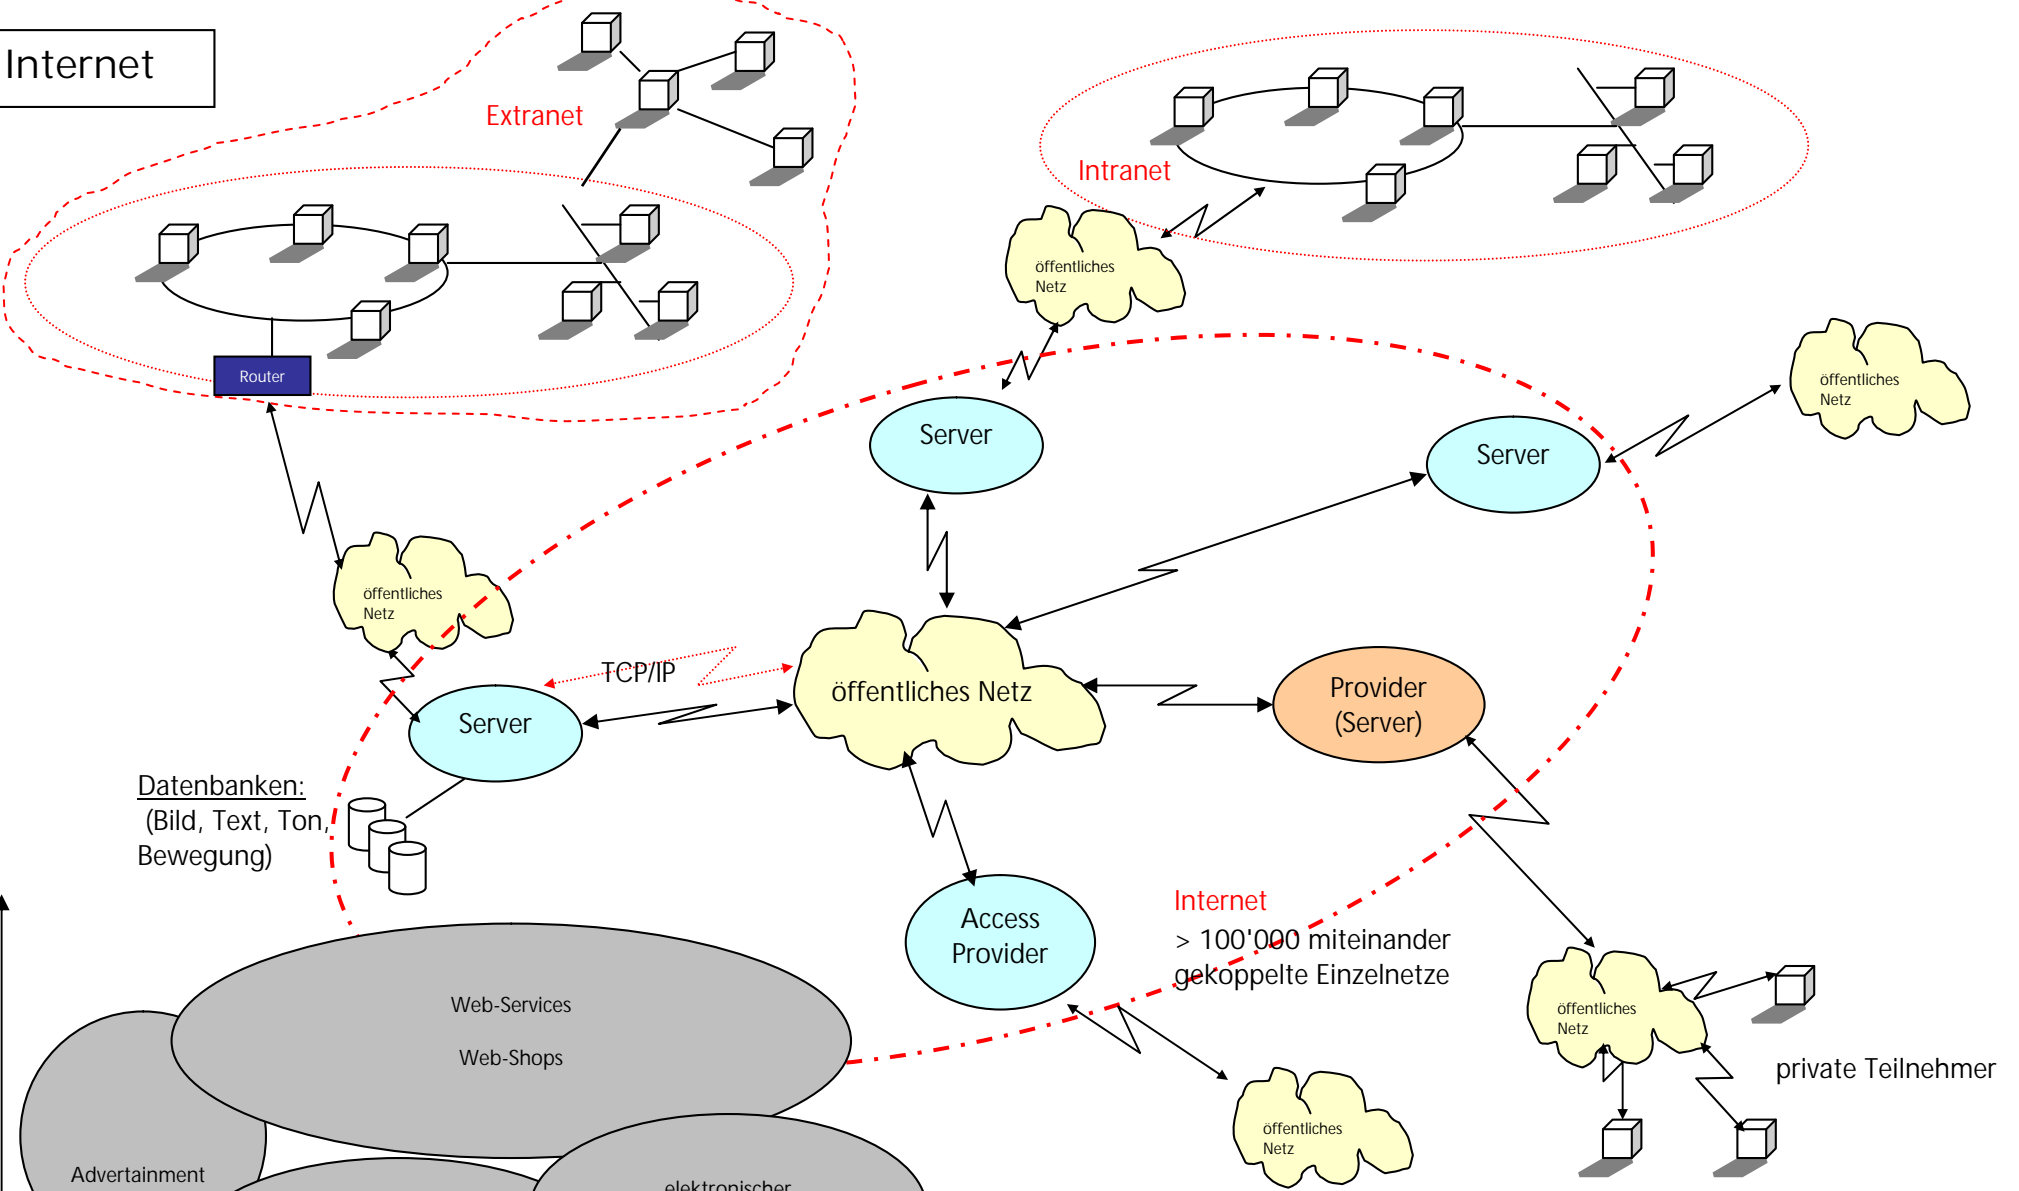 Internet
Extranet
Intranet
öffentliches
Netz
Router
öffentliches
Netz
Server
Server
öffentliches
Netz
TCP/IP
öffentliches Netz
Server
Provider
(Server)
Datenbanken:
(Bild, Text, Ton,
Bewegung)
Access
Provider
Internet
> 100'000 miteinander
gekoppelte Einzelnetze
Web-Services
Web-Shops
öffentliches
Netz
private Teilnehmer
öffentliches
Netz
Advertainment
elektronischer